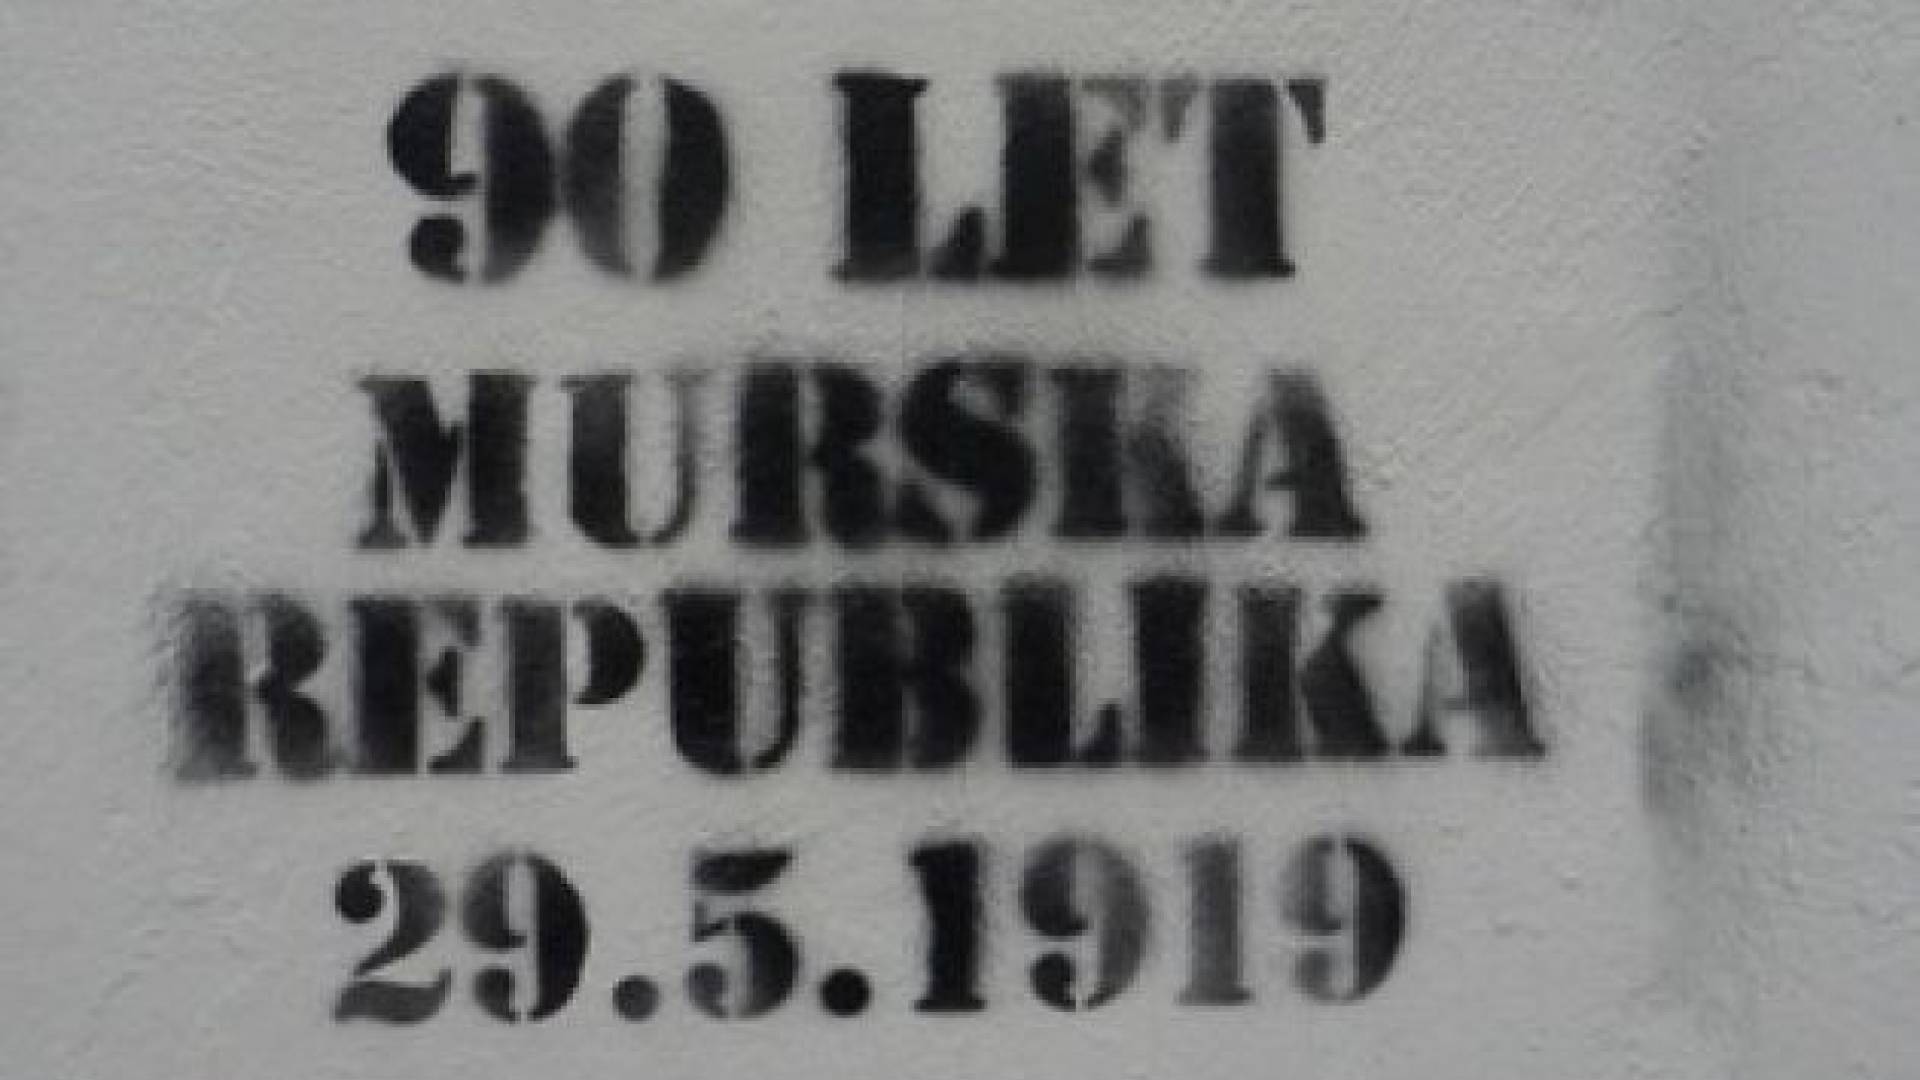 90 LET
MURSKA
REPUBLIKA
29.5.1919